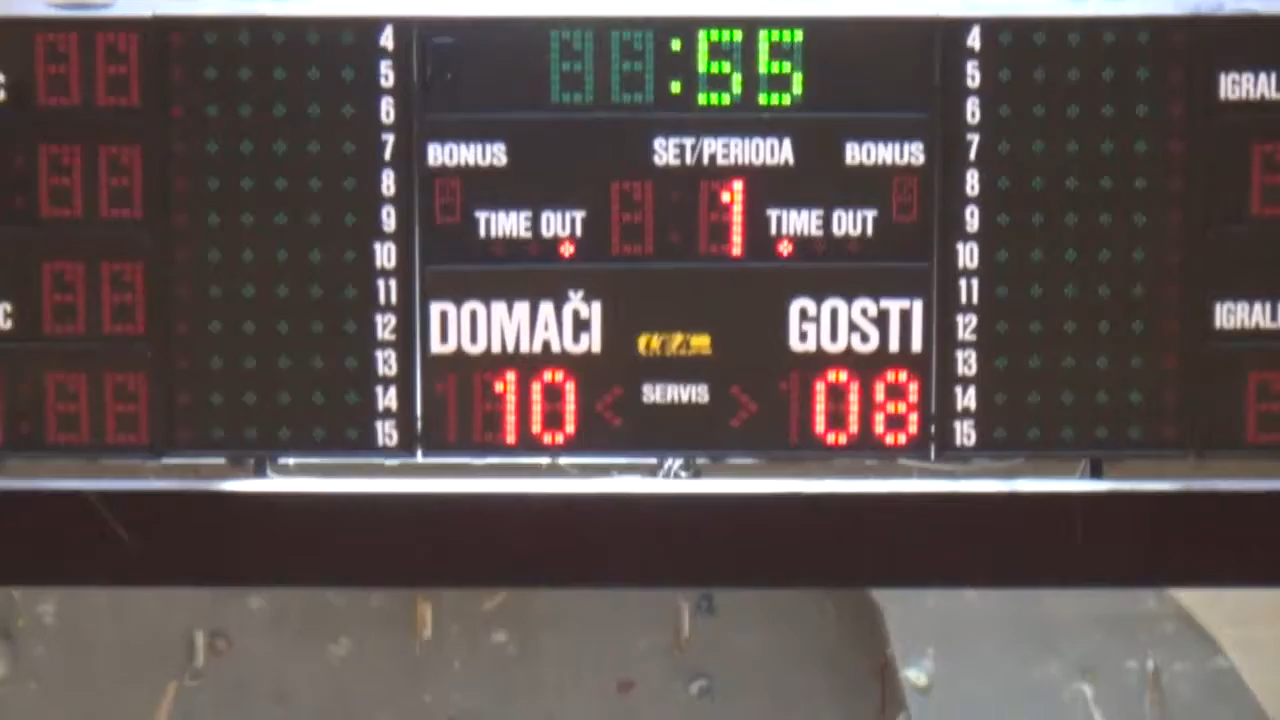 :55
BONUS SET/PERIODA BONUS
TIME OUT 1 TIME OUT
DOMAČI GOSTI
10 SERVIS 08
4 4
5 5
6 6
7 7
8 8
9 9
10 10
11 11
12 12
13 13
14 14
15 15
C
C
IGRAL
IGRAL